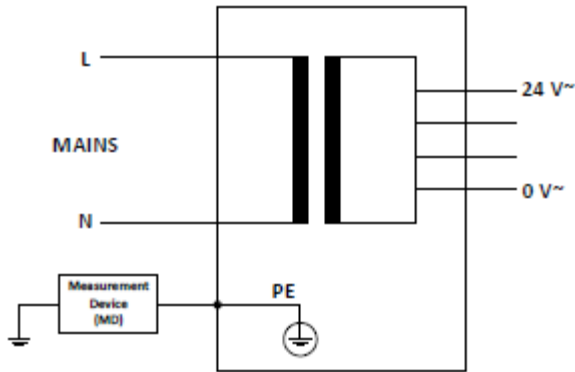 L
24 V~
MAINS
0 V~
N
Measurement
Device
(MD)
PE